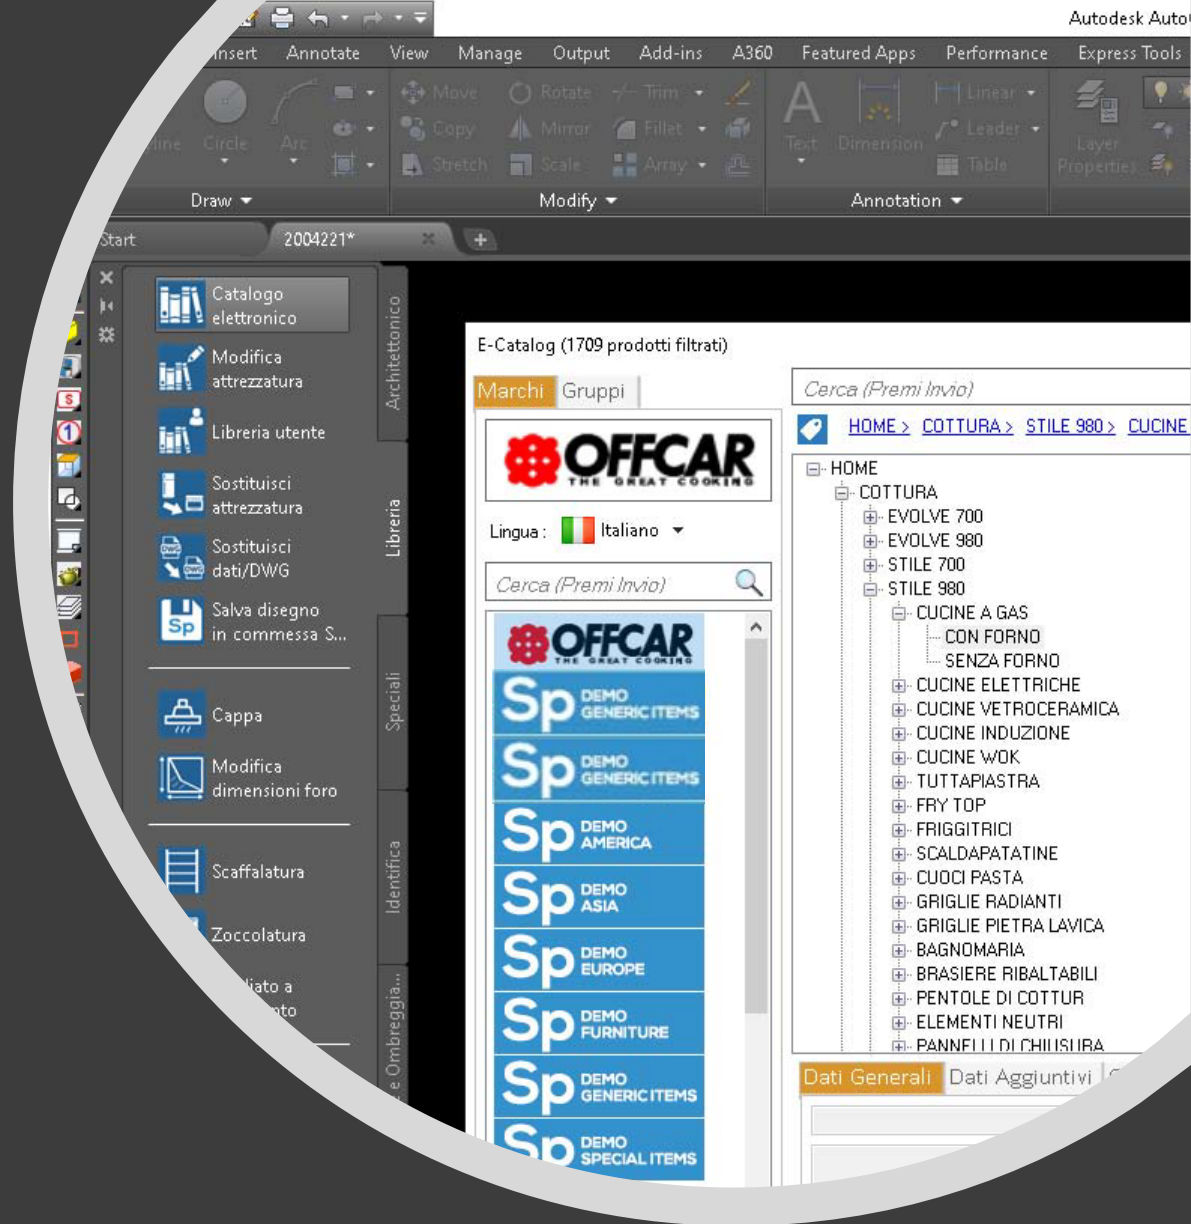 Autodesk Auto
Insert Annotate View Manage Output Add-ins A360 Featured Apps Performance Express Tools
Move Rotate Trim Linear
Circle Arc Copy Mirror Fillet Text Dimension Leader Layer
Stretch Scale Array Table Properties
Draw Modify Annotation
Start 2004221*
Catalogo
elettronico
Modifica
attrezzatura
Libreria utente
Sostituisci
attrezzatura
Sostituisci
dati/DWG
Salva disegno
in commessa S...
Cappa
Modifica
dimensioni foro
Scaffalatura
Zoccolatura
Architettonico
Libreria
Speciali
Identifica
e Ombreggia...
E-Catalog (1709 prodotti filtrati)
Marchi Gruppi
OFFCAR
THE GREAT COOKING
Lingua : Italiano
Cerca (Premi Invio)
OFFCAR
THE GREAT COOKING
Sp DEMO
GENERIC ITEMS
Sp DEMO
GENERIC ITEMS
Sp DEMO
AMERICA
Sp DEMO
ASIA
Sp DEMO
EUROPE
Sp DEMO
FURNITURE
Sp DEMO
GENERIC ITEMS
Sp DEMO
SPECIAL ITEMS
Cerca (Premi Invio)
HOME > COTTURA > STILE 980 > CUCINE
HOME
COTTURA
EVOLVE 700
EVOLVE 980
STILE 700
STILE 980
CUCINE A GAS
CON FORNO
SENZA FORNO
CUCINE ELETTRICHE
CUCINE VETROCERAMICA
CUCINE INDUZIONE
CUCINE WOK
TUTTAPIASTRA
FRY TOP
FRIGGITRICI
SCALDAPATATINE
CUOCI PASTA
GRIGLIE RADIANTI
GRIGLIE PIETRA LAVICA
BAGNOMARIA
BRASIERE RIBALTABILI
PENTOLE DI COTTUR
ELEMENTI NEUTRI
PANNELLI DI CHIUSURA
Dati Generali Dati Aggiuntivi